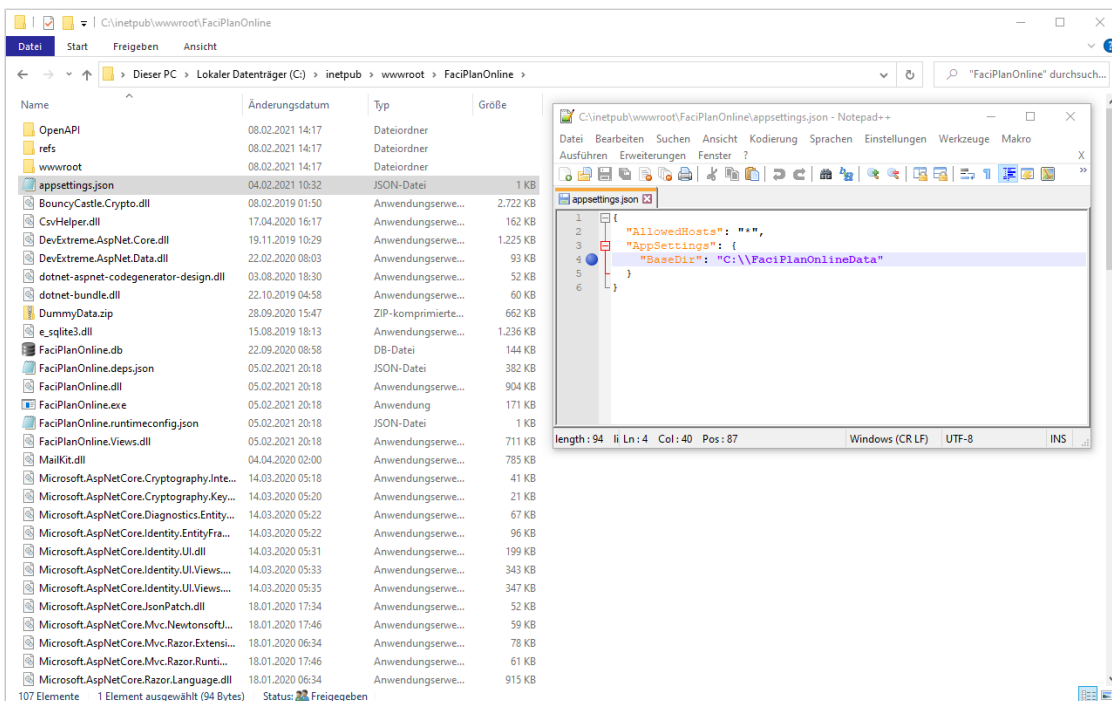 C:\inetpub\wwwroot\FaciPlanOnline
Datei Start Freigeben Ansicht
Dieser PC > Lokaler Datenträger (C:) > inetpub > wwwroot > FaciPlanOnline >
"FaciPlanOnline" durchsuch...
Name Änderungsdatum Typ Größe
OpenAPI 08.02.2021 14:17 Dateiordner
refs 08.02.2021 14:17 Dateiordner
wwwroot 08.02.2021 14:17 Dateiordner
appsettings.json 04.02.2021 10:32 JSON-Datei 1 KB
BouncyCastle.Crypto.dll 08.02.2019 01:50 Anwendungserwe... 2.722 KB
CsvHelper.dll 17.04.2020 16:17 Anwendungserwe... 162 KB
DevExtreme.AspNet.Core.dll 19.11.2019 10:29 Anwendungserwe... 1.225 KB
DevExtreme.AspNet.Data.dll 22.02.2020 08:03 Anwendungserwe... 93 KB
dotnet-aspnet-codegenerator-design.dll 03.08.2020 18:30 Anwendungserwe... 52 KB
dotnet-bundle.dll 22.10.2019 04:58 Anwendungserwe... 60 KB
DummyData.zip 28.09.2020 15:47 ZIP-komprimierte... 662 KB
e_sqlite3.dll 15.08.2019 18:13 Anwendungserwe... 1.236 KB
FaciPlanOnline.db 22.09.2020 08:58 DB-Datei 144 KB
FaciPlanOnline.deps.json 05.02.2021 20:18 JSON-Datei 382 KB
FaciPlanOnline.dll 05.02.2021 20:18 Anwendungserwe... 904 KB
FaciPlanOnline.exe 05.02.2021 20:18 Anwendung 171 KB
FaciPlanOnline.runtimeconfig.json 05.02.2021 20:18 JSON-Datei 1 KB
FaciPlanOnline.Views.dll 05.02.2021 20:18 Anwendungserwe... 711 KB
MailKit.dll 04.04.2020 02:00 Anwendungserwe... 785 KB
Microsoft.AspNetCore.Cryptography.Inte... 14.03.2020 05:18 Anwendungserwe... 41 KB
Microsoft.AspNetCore.Cryptography.Key... 14.03.2020 05:20 Anwendungserwe... 21 KB
Microsoft.AspNetCore.Diagnostics.Entity... 14.03.2020 05:22 Anwendungserwe... 67 KB
Microsoft.AspNetCore.Identity.EntityFra... 14.03.2020 05:22 Anwendungserwe... 96 KB
Microsoft.AspNetCore.Identity.UI.dll 14.03.2020 05:31 Anwendungserwe... 199 KB
Microsoft.AspNetCore.Identity.UI.Views.... 14.03.2020 05:33 Anwendungserwe... 343 KB
Microsoft.AspNetCore.Identity.UI.Views.... 14.03.2020 05:35 Anwendungserwe... 347 KB
Microsoft.AspNetCore.JsonPatch.dll 18.01.2020 17:34 Anwendungserwe... 52 KB
Microsoft.AspNetCore.Mvc.NewtonsoftJ... 18.01.2020 17:46 Anwendungserwe... 59 KB
Microsoft.AspNetCore.Mvc.Razor.Extensi... 18.01.2020 06:34 Anwendungserwe... 78 KB
Microsoft.AspNetCore.Mvc.Razor.Runti... 18.01.2020 17:46 Anwendungserwe... 61 KB
Microsoft.AspNetCore.Razor.Language.dll 18.01.2020 06:34 Anwendungserwe... 915 KB
107 Elemente 1 Element ausgewählt (94 Bytes) Status: Freigegeben
C:\inetpub\wwwroot\FaciPlanOnline\appsettings.json - Notepad++
Datei Bearbeiten Suchen Ansicht Kodierung Sprachen Einstellungen Werkzeuge Makro
Ausführen Erweiterungen Fenster ? X
appsettings.json
1 {
2 "AllowedHosts": "*",
3 "AppSettings": {
4 "BaseDir": "C:\\FaciPlanOnlineData"
5 }
6 }
length : 94 li Ln : 4 Col : 40 Pos : 87 Windows (CR LF) UTF-8 INS